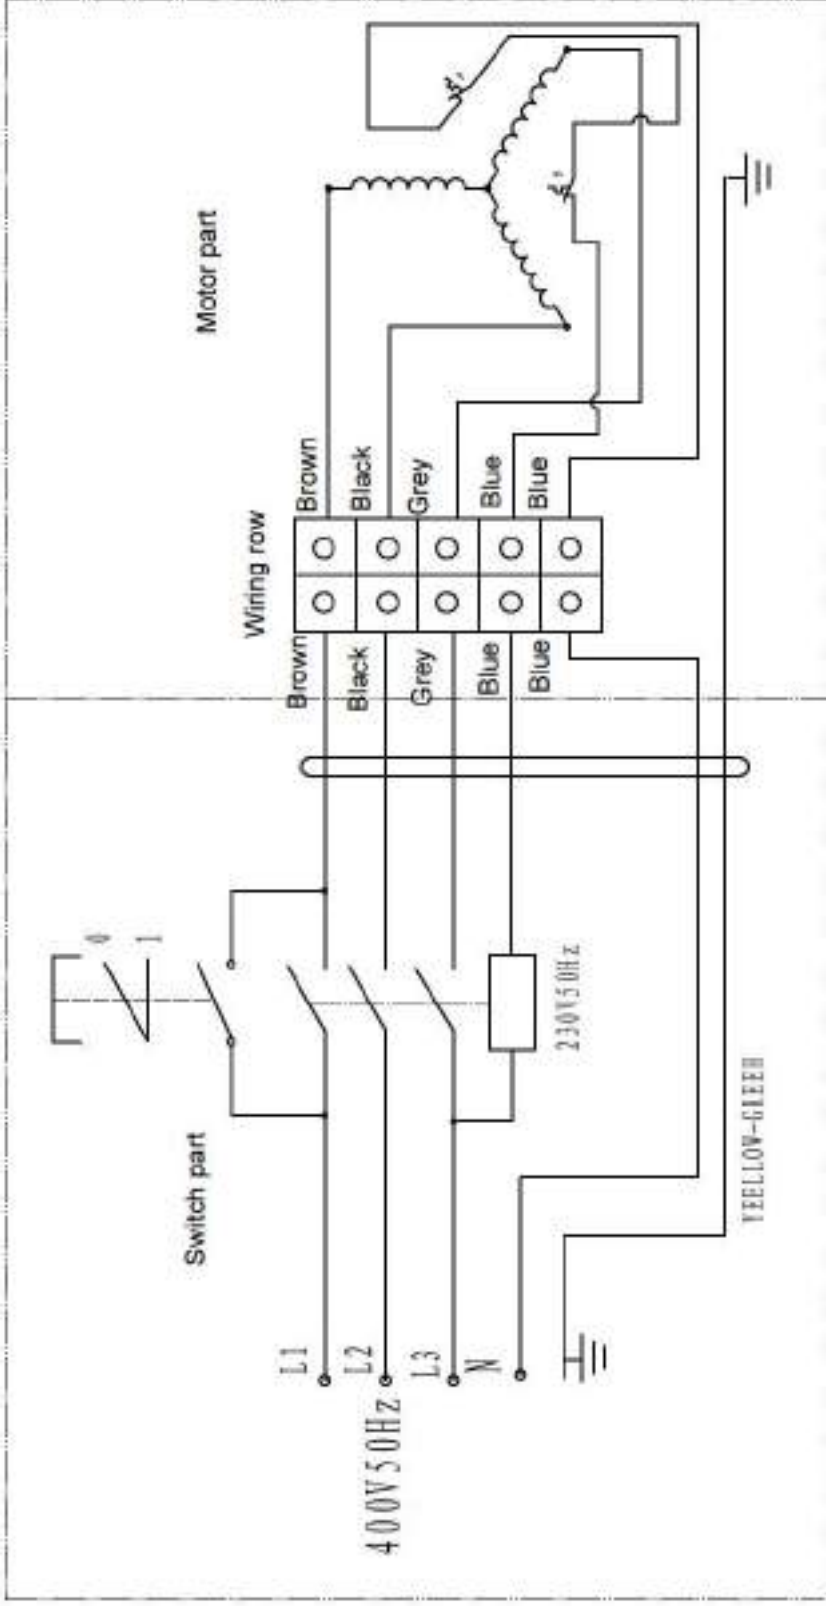 0
1
Switch part
Motor part
Wiring row
L1
Brown
Brown
L2
Black
Black
400V50Hz
L3
Grey
Grey
N
Blue
Blue
Blue
Blue
230V50Hz
YEELLOW-GREEN